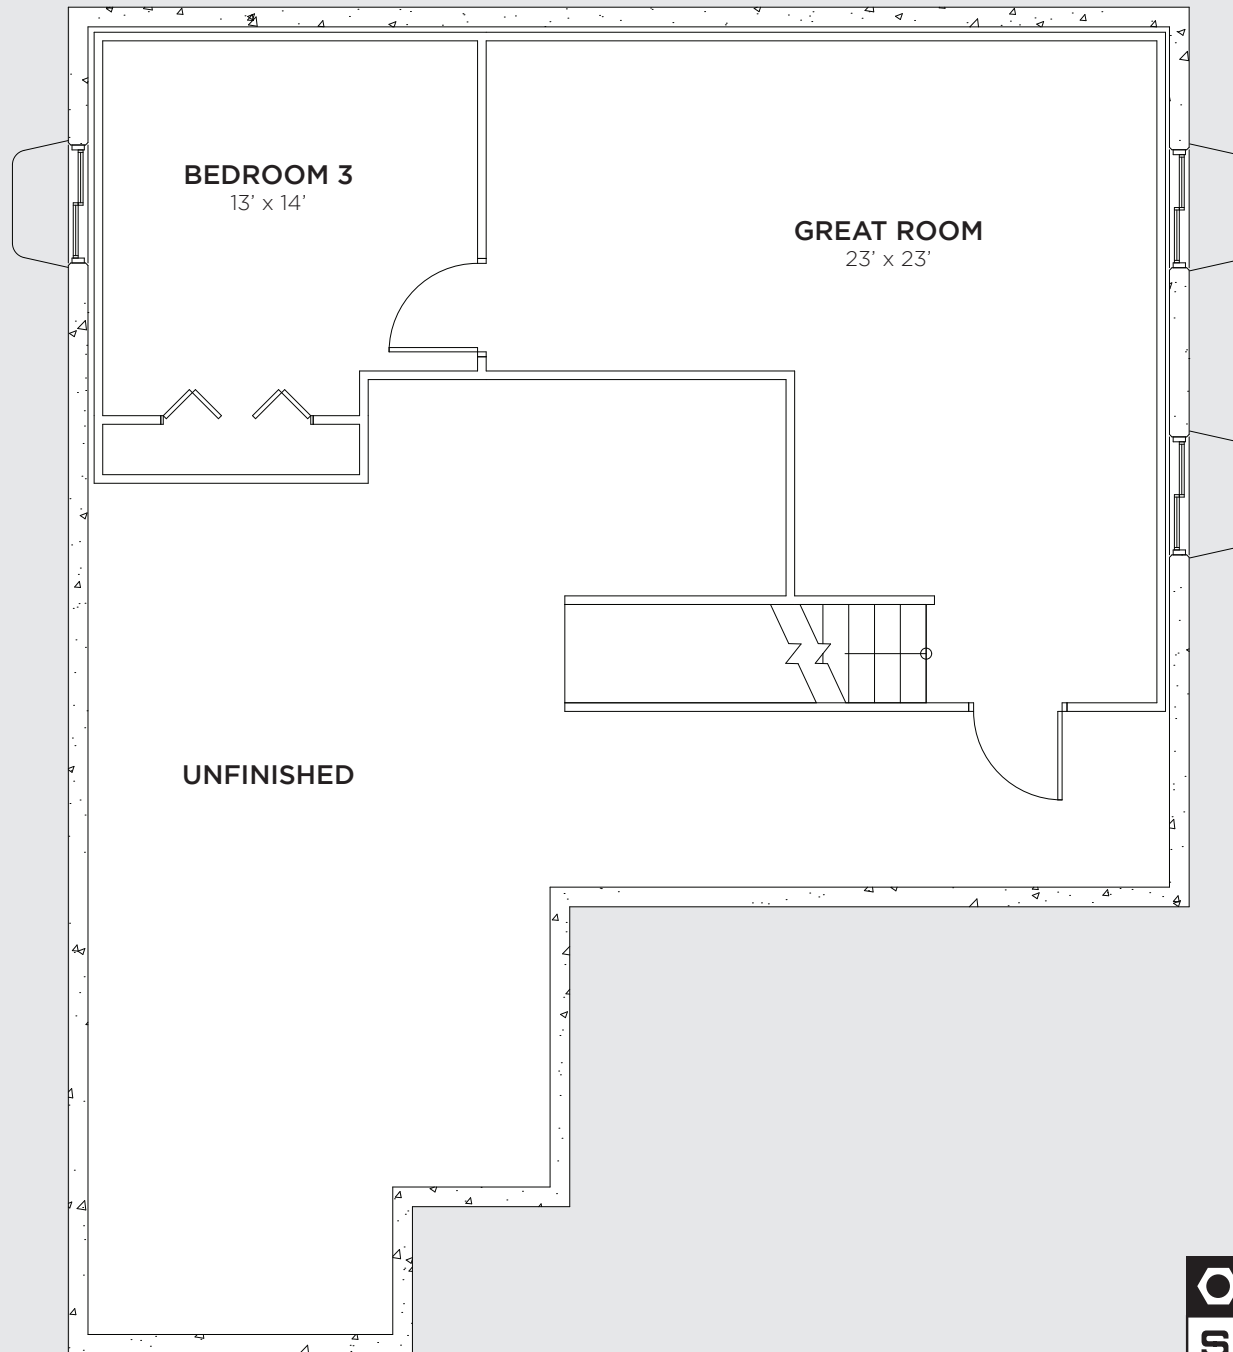 BEDROOM 3
13’ x 14’
GREAT ROOM
23’ x 23’
UNFINISHED